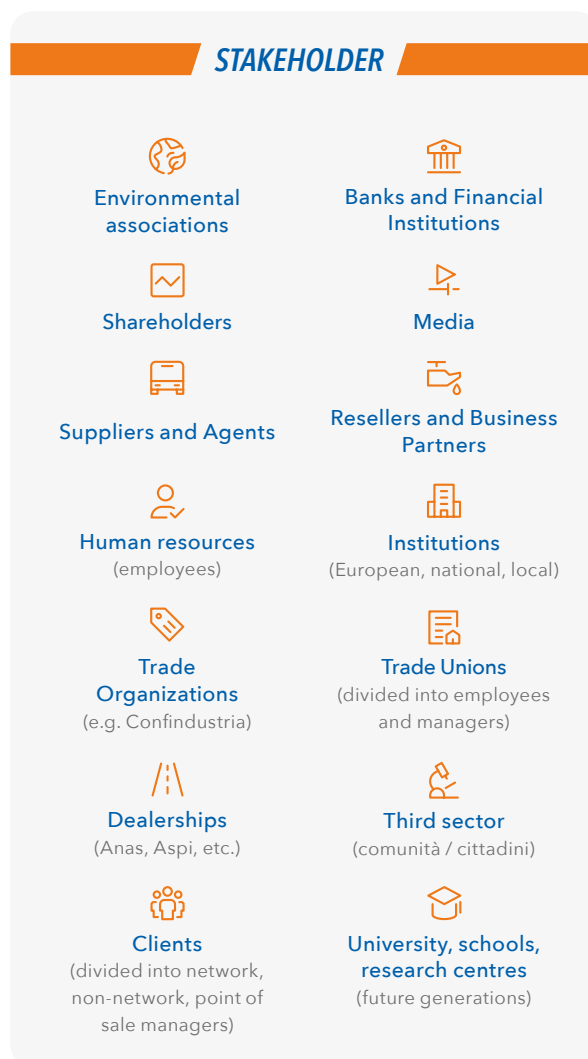 STAKEHOLDER
Environmental
associations
Banks and Financial
Institutions
Shareholders
Media
Suppliers and Agents
Resellers and Business
Partners
Human resources
(employees)
Institutions
(European, national, local)
Trade
Organizations
(e.g. Confindustria)
Trade Unions
(divided into employees
and managers)
Dealerships
(Anas, Aspi, etc.)
Third sector
(comunità / cittadini)
Clients
(divided into network,
non-network, point of
sale managers)
University, schools,
research centres
(future generations)